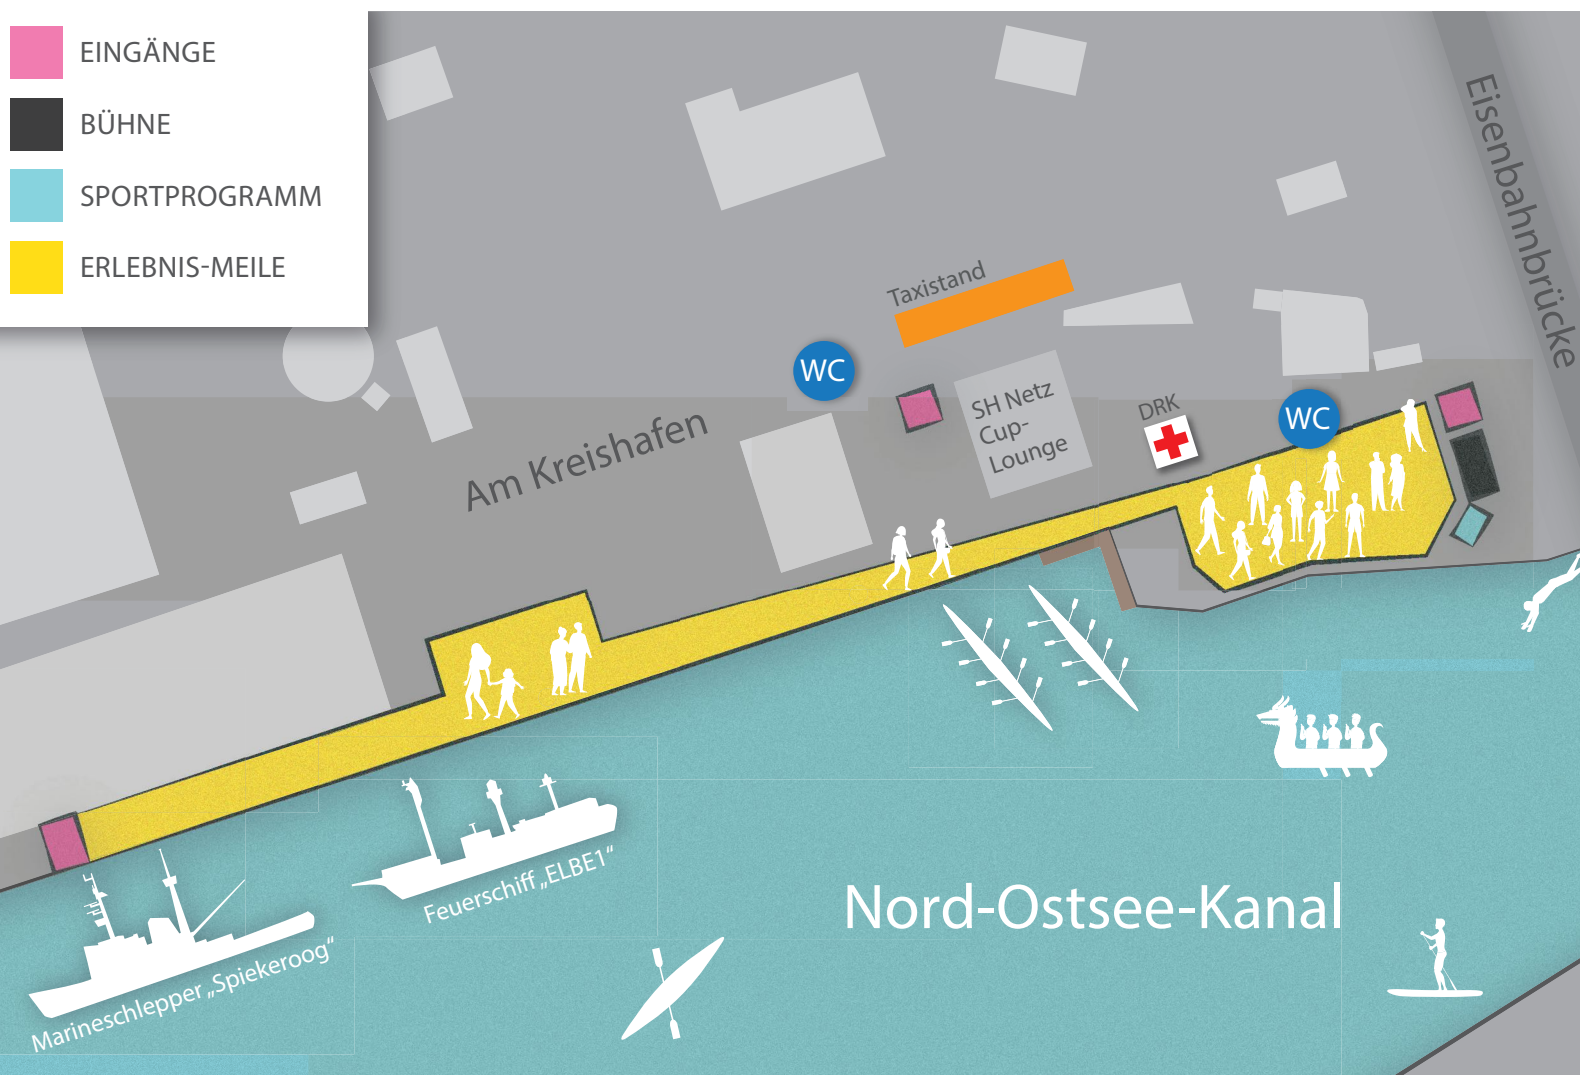 EINGÄNGE
BÜHNE
SPORTPROGRAMM
ERLEBNIS-MEILE
Eisenbahnbrücke
Taxistand
WC
SH Netz
Cup-
Lounge
DRK
WC
Am Kreishafen
Feuerschiff „ELBE1“
Nord-Ostsee-Kanal
Marineschlepper „Spiekeroog“